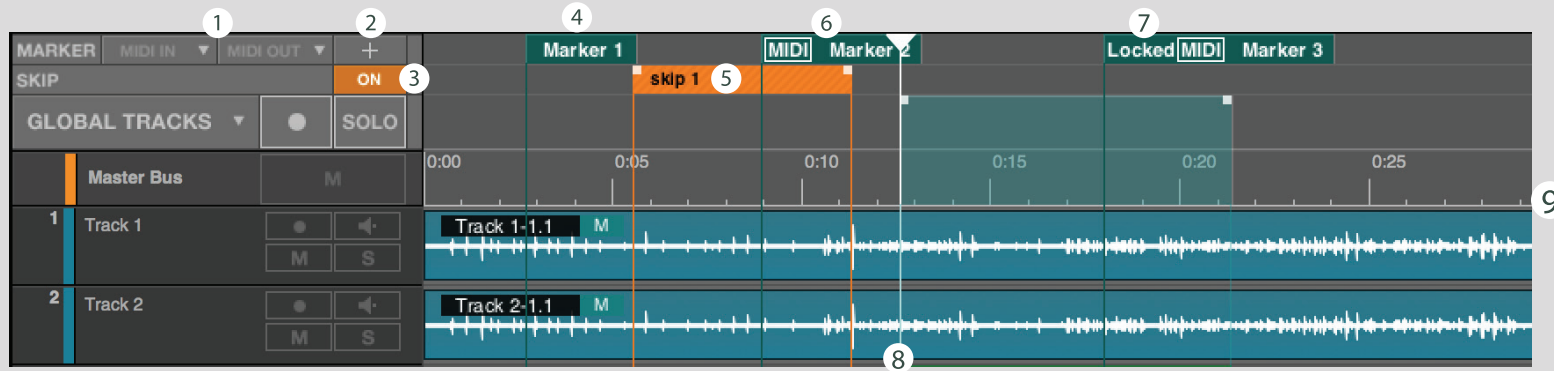 1 2 4 6 7
MARKER MIDI IN ▼ MIDI OUT ▼ + Marker 1 MIDI Marker 2 Locked MIDI Marker 3
SKIP ON 3 skip 1 5
GLOBAL TRACKS ▼ SOLO
0:00 0:05 0:10 0:15 0:20 0:25
Master Bus M
9
1 Track 1 Track 1-1.1 M
M S
2 Track 2 Track 2-1.1 M
M S
8